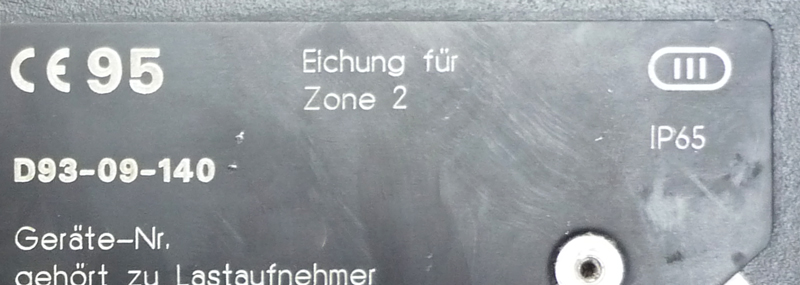 CE 95
Eichung für
Zone 2
III
IP65
D93-09-140
Geräte-Nr.
gehört zu Lastaufnehmer